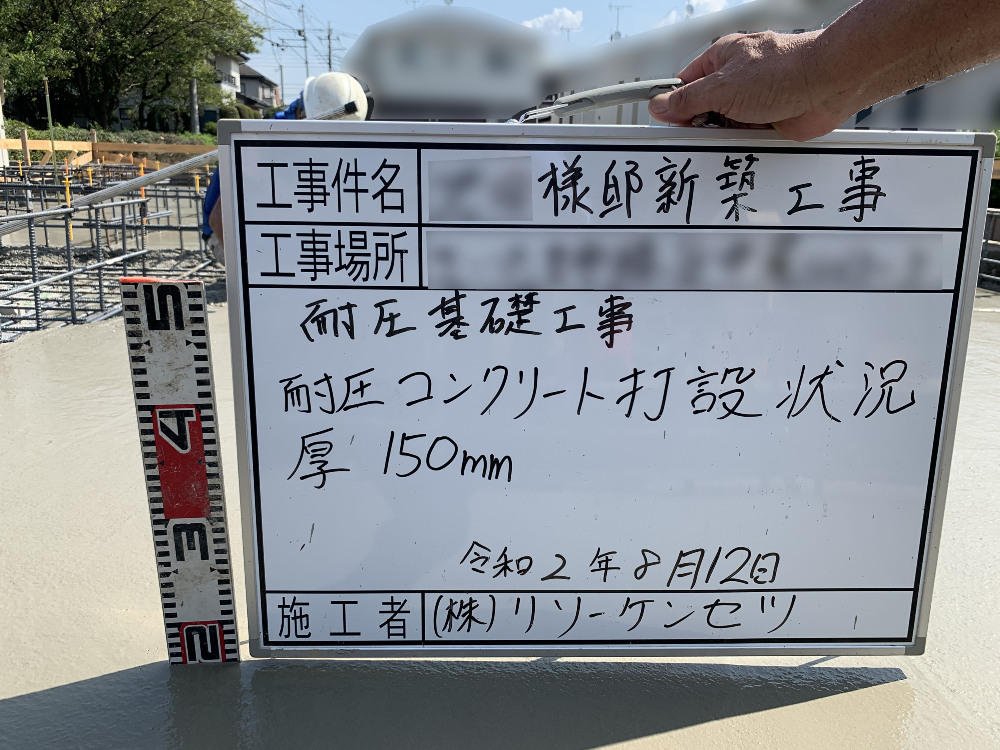 工事件名 様邸新築工事
工事場所
耐圧基礎工事
耐圧コンクリート打設状況
厚 150mm
令和2年8月12日
施工者 (株)リソーケンセツ
5
4
3
2